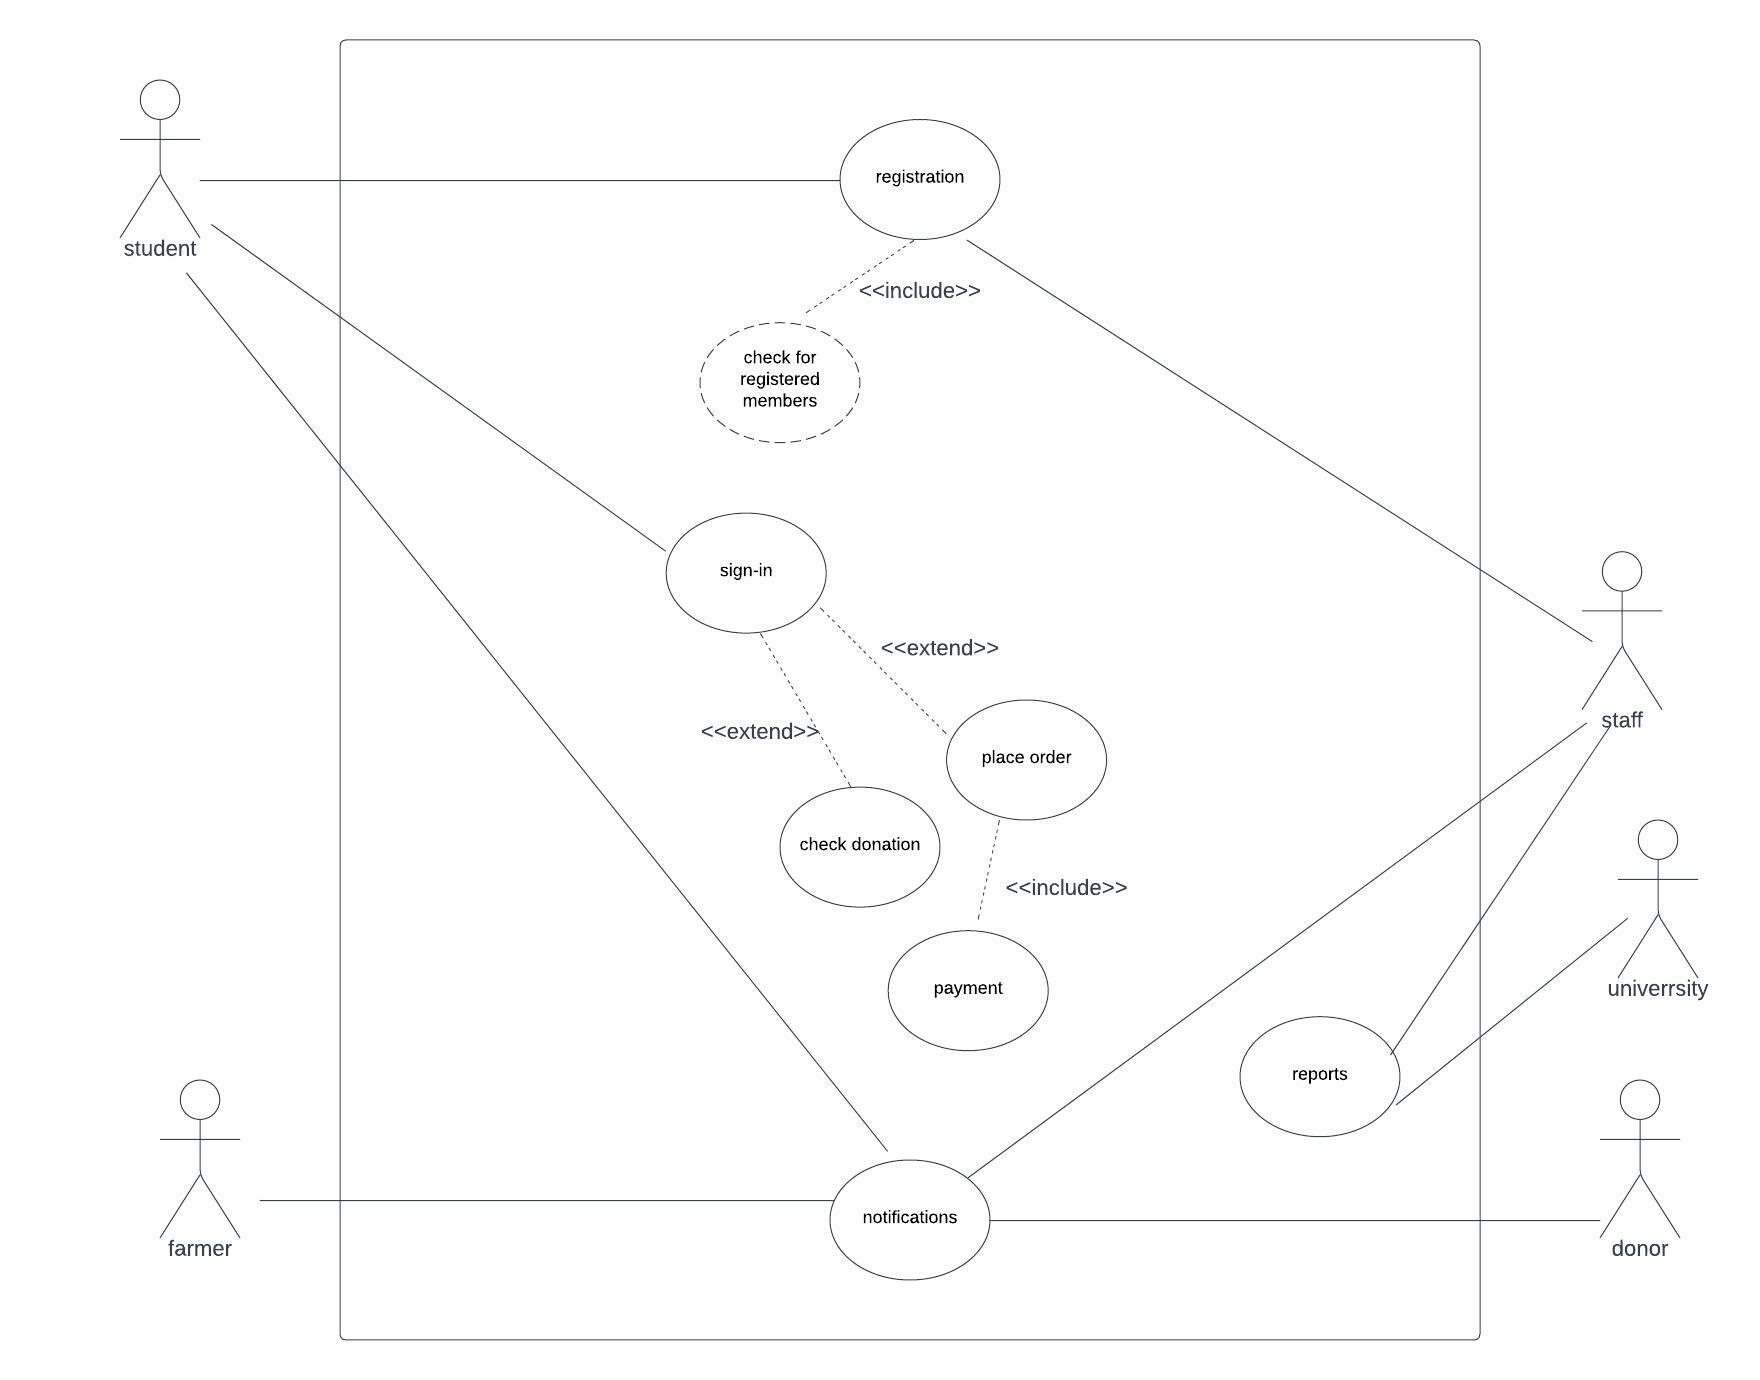 registration
student
<<include>>
check for
registered
members
sign-in
<<extend>>
staff
<<extend>>
place order
check donation
<<include>>
payment
univerrsity
reports
notifications
farmer
donor